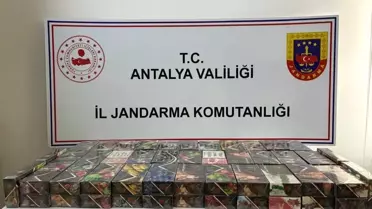 T.C.
ANTALYA VALİLİĞİ
İL JANDARMA KOMUTANLIĞI